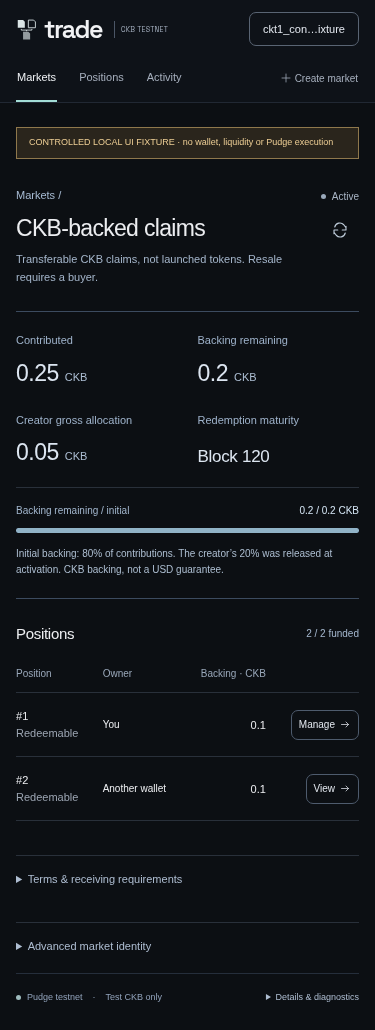 trade
CKB TESTNET
ckt1_con…ixture
Markets
Positions
Activity
Create market
CONTROLLED LOCAL UI FIXTURE · no wallet, liquidity or Pudge execution
Markets /
Active
CKB-backed claims
Transferable CKB claims, not launched tokens. Resale
requires a buyer.
Contributed
Backing remaining
0.25 CKB
0.2 CKB
Creator gross allocation
Redemption maturity
0.05 CKB
Block 120
Backing remaining / initial
0.2 / 0.2 CKB
Initial backing: 80% of contributions. The creator’s 20% was released at
activation. CKB backing, not a USD guarantee.
Positions
2 / 2 funded
Position
Owner
Backing · CKB
#1
Redeemable
You
0.1
Manage →
#2
Redeemable
Another wallet
0.1
View →
Terms & receiving requirements
Advanced market identity
Pudge testnet · Test CKB only
Details & diagnostics